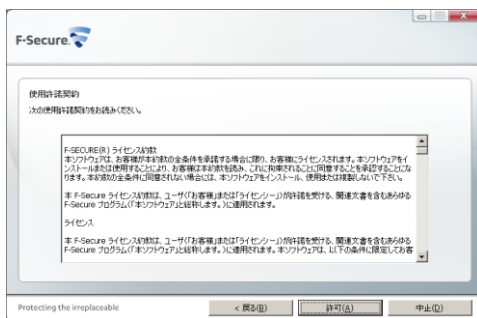 F-Secure
使用許諾契約
次の使用許諾契約をお読みください。
F-SECURE(R) ライセンス約款
本ソフトウェアは、お客様が本約款の全条件を承諾する場合に限り、お客様にライセンスされます。本ソフトウェアをイ
ンストールまたは使用することにより、お客様は本約款を読み、これに拘束されることに同意することを承認することにな
ります。本約款の全条件に同意されない場合には、本ソフトウェアをインストール、使用または複製しないで下さい。
本 F-Secure ライセンス約款は、ユーザ(「お客様」または「ライセンシー」)が許諾を受ける、関連文書を含むあらゆる
F-Secure プログラム(「本ソフトウェア」と総称します。)に適用されます。
ライセンス
本 F-Secure ライセンス約款は、ユーザ(「お客様」または「ライセンシー」)が許諾を受ける、関連文書を含むあらゆる
F-Secure プログラム(「本ソフトウェア」と総称します。)に適用されます。本ソフトウェアは、以下の条件に限定してお客
Protecting the irreplaceable
< 戻る(B)
許可(A)
中止(D)